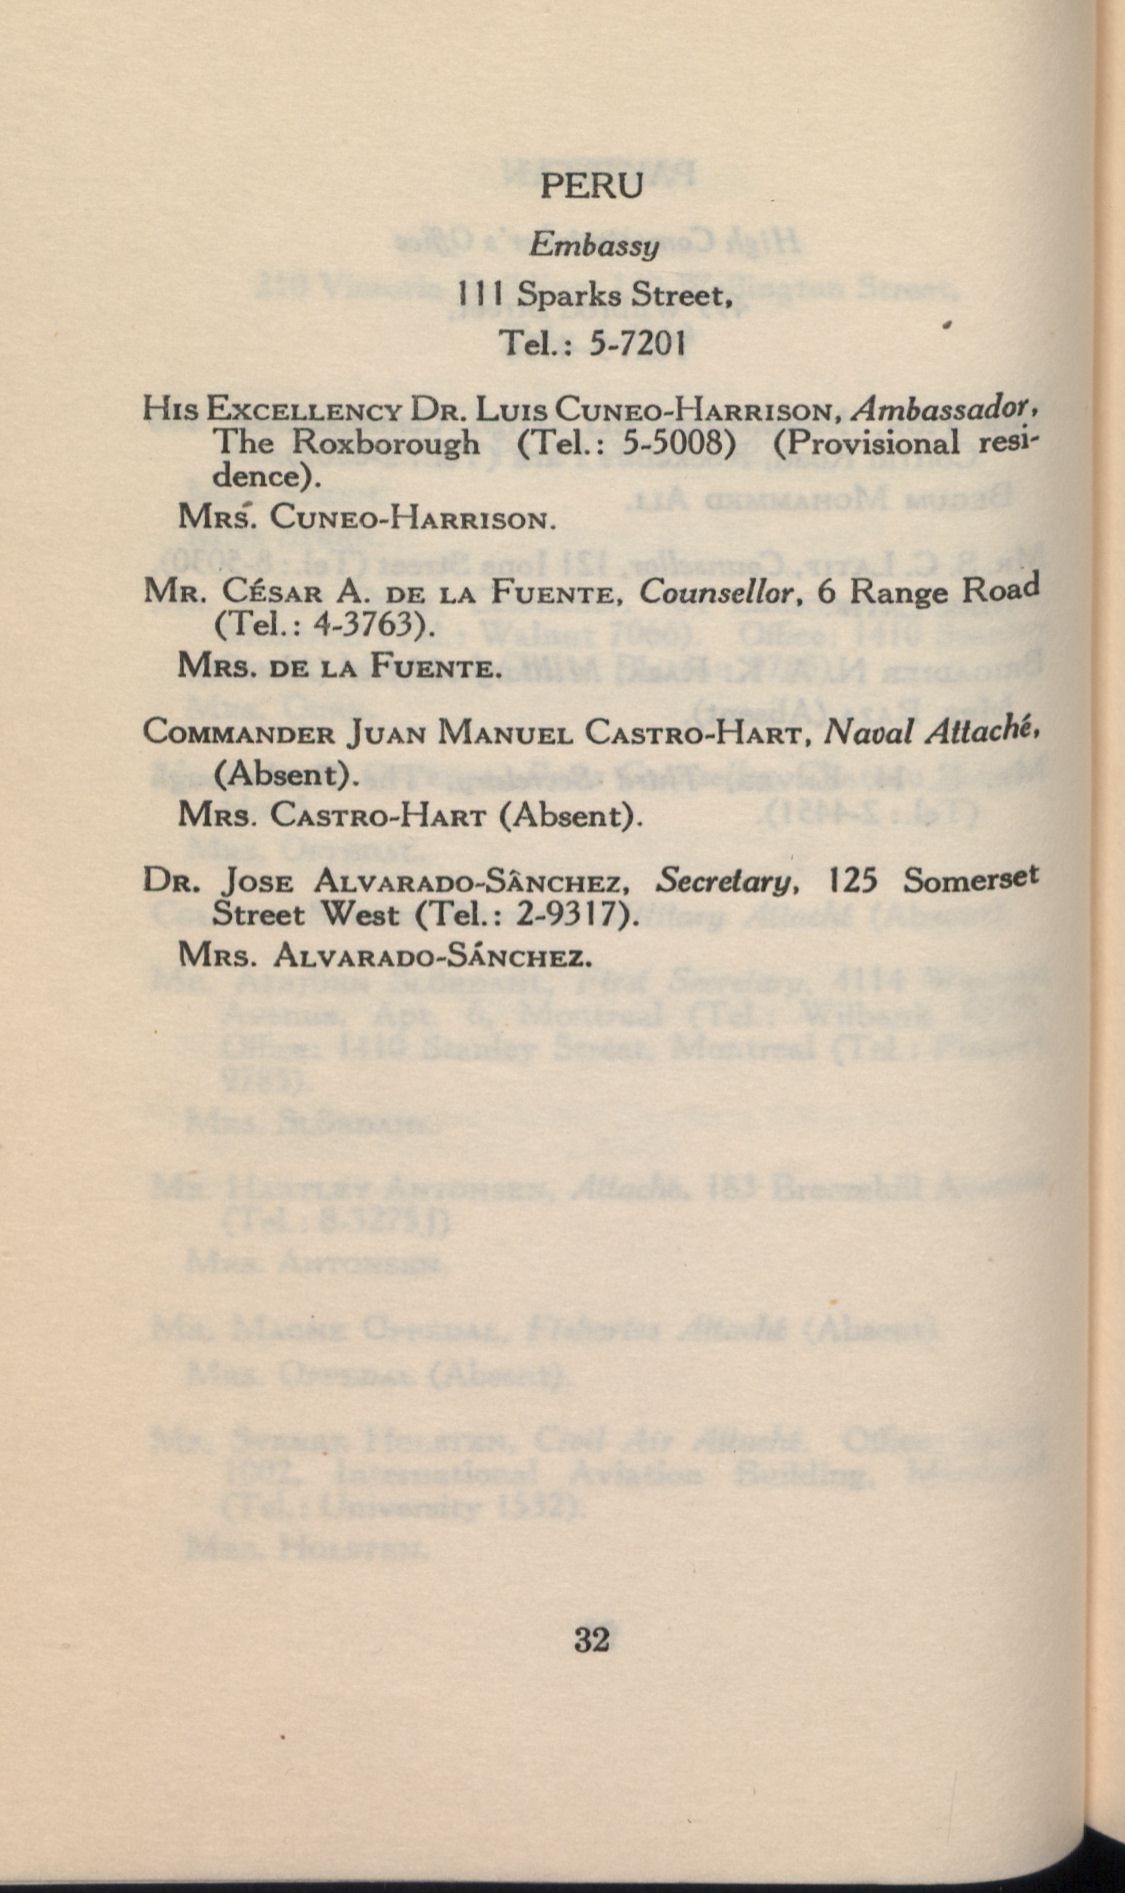 PERU
Embassy
111 Sparks Street,
Tel.: 5-7201
HIS EXCELLENCY DR. LUIS CUNEO-HARRISON, Ambassador,
The Roxborough (Tel.: 5-5008) (Provisional resi-
dence).
MRS. CUNEO-HARRISON.
MR. CÉSAR A. DE LA FUENTE, Counsellor, 6 Range Road
(Tel.: 4-3763).
MRS. DE LA FUENTE.
COMMANDER JUAN MANUEL CASTRO-HART, Naval Attaché,
(Absent).
MRS. CASTRO-HART (Absent).
DR. JOSE ALVARADO-SÂNCHEZ, Secretary, 125 Somerset
Street West (Tel.: 2-9317).
MRS. ALVARADO-SÁNCHEZ.
32